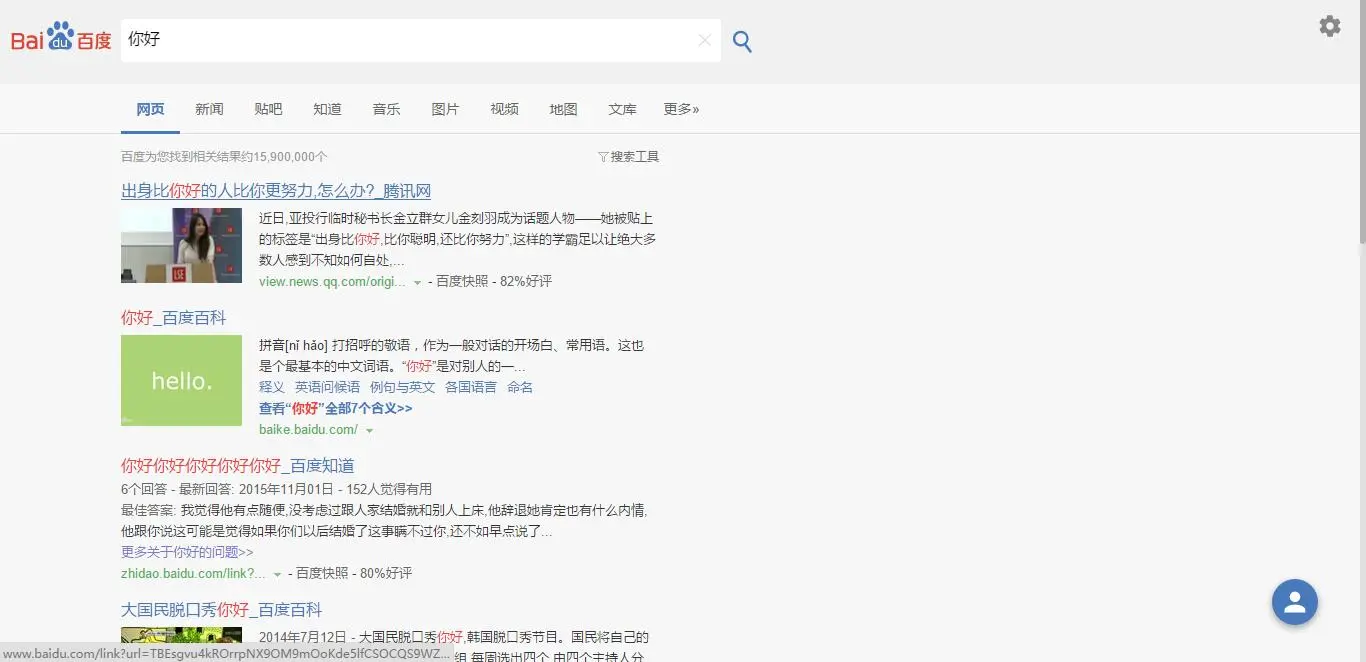 Bai du 百度
你好
网页 新闻 贴吧 知道 音乐 图片 视频 地图 文库 更多»
百度为您找到相关结果约15,900,000个 搜索工具
出身比你好的人比你更努力,怎么办?_腾讯网
近日,亚投行临时秘书长金立群女儿金刻羽成为话题人物——她被贴上
的标签是“出身比你好,比你聪明,还比你努力”,这样的学霸足以让绝大多
数人感到不知如何自处,...
LSE
view.news.qq.com/origi... - 百度快照 - 82%好评
你好_百度百科
hello.
拼音[nǐ hǎo] 打招呼的敬语，作为一般对话的开场白、常用语。这也
是个最基本的中文词语。“你好”是对别人的一...
释义 英语问候语 例句与英文 各国语言 命名
查看“你好”全部7个含义>>
baike.baidu.com/
你好你好你好你好你好_百度知道
6个回答 - 最新回答: 2015年11月01日 - 152人觉得有用
最佳答案: 我觉得他有点随便,没考虑过跟人家结婚就和别人上床,他辞退她肯定也有什么内情,
他跟你说这可能是觉得如果你们以后结婚了这事瞒不过你,还不如早点说了...
更多关于你好的问题>>
zhidao.baidu.com/link?... - 百度快照 - 80%好评
大国民脱口秀你好_百度百科
2014年7月12日 - 大国民脱口秀你好,韩国脱口秀节目。国民将自己的
组,每周选出四个,由四个主持人分
www.baidu.com/link?url=TBEsgvu4kROrrpNX9OM9mOoKde5lfCSOCQS9WZ...